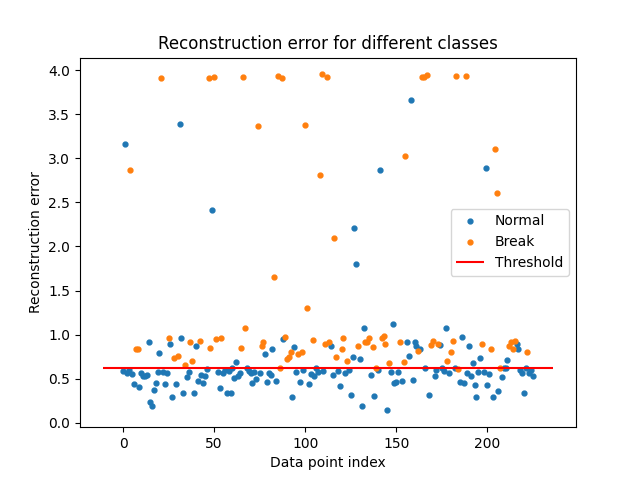 Reconstruction error for different classes
Reconstruction error
4.0
3.5
3.0
2.5
2.0
1.5
1.0
0.5
0.0
Normal
Break
Threshold
0
50
100
150
200
Data point index